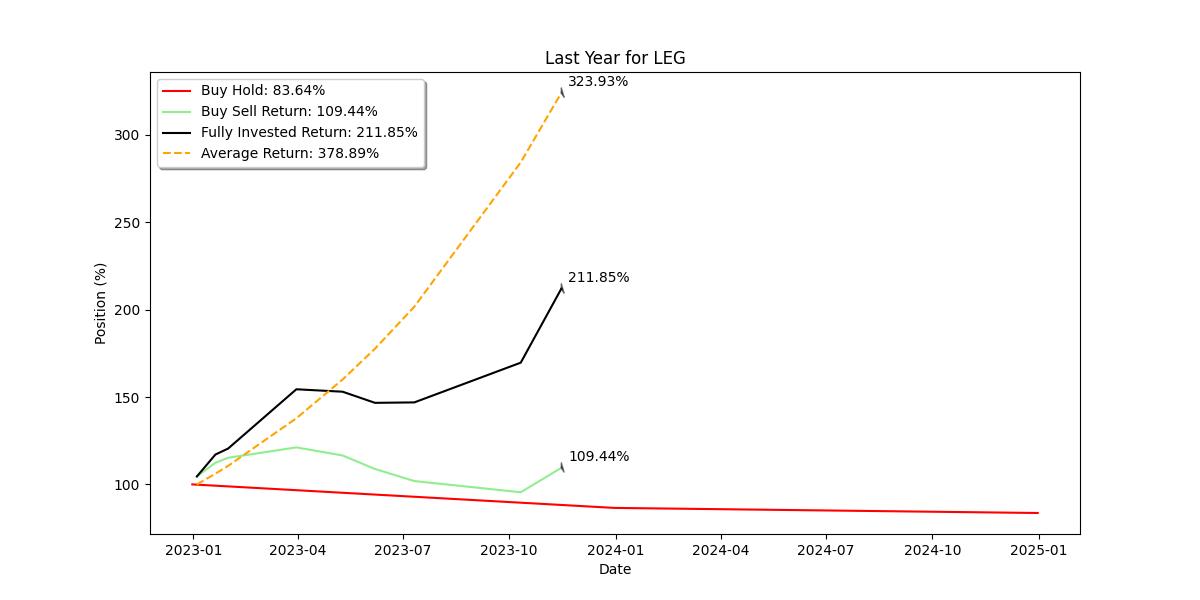 Last Year for LEG
323.93%
Buy Hold: 83.64%
Buy Sell Return: 109.44%
Fully Invested Return: 211.85%
Average Return: 378.89%
211.85%
109.44%
Position (%)
300
250
200
150
100
2023-01 2023-04 2023-07 2023-10 2024-01 2024-04 2024-07 2024-10 2025-01
Date